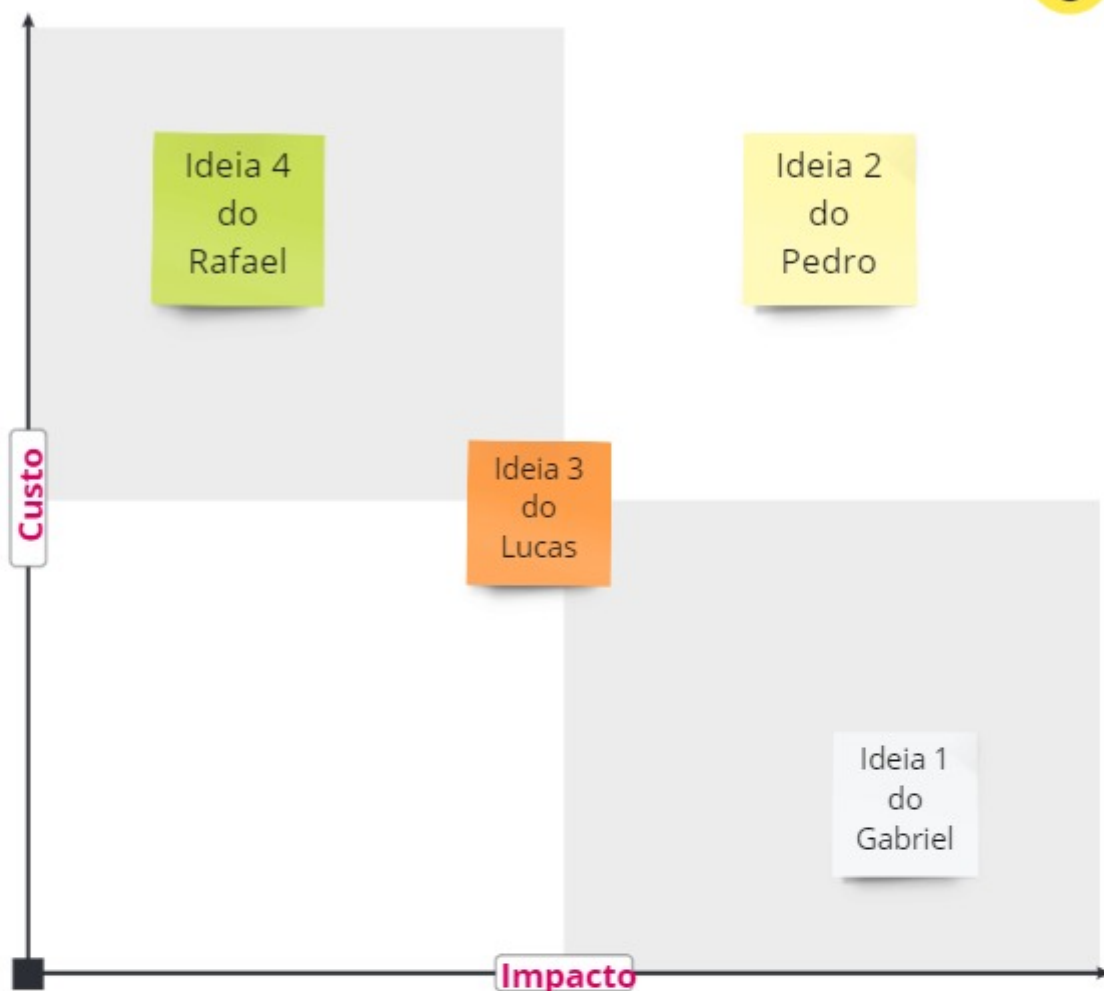 Ideia 4
do
Rafael
Ideia 2
do
Pedro
Custo
Ideia 3
do
Lucas
Ideia 1
do
Gabriel
Impacto